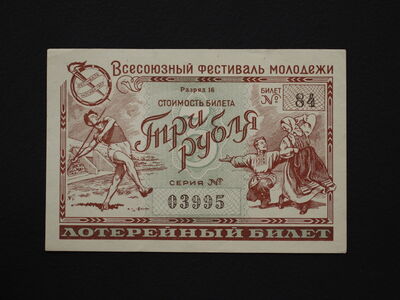 Всесоюзный Фестиваль молодежи
Разряд 16
СТОИМОСТЬ БИЛЕТА
БИЛЕТ
№ 84
Три рубля
СЕРИЯ №
03995
ЛОТЕРЕЙНЫЙ БИЛЕТ